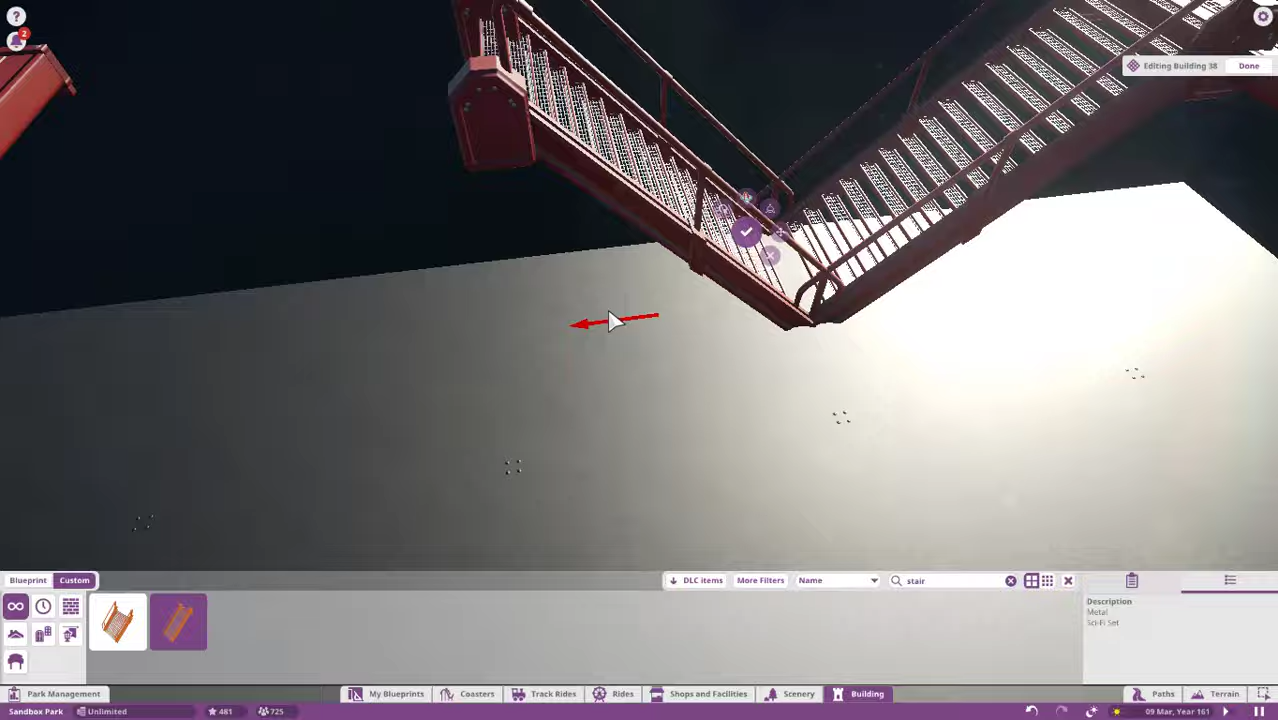 ?
2
Editing Building 38 Done
Blueprint Custom
DLC items More Filters Name stair
Description
Metal
Sci-Fi Set
Park Management My Blueprints Coasters Track Rides Rides Shops and Facilities Scenery Building Paths Terrain
Sandbox Park Unlimited 481 725 09 Mar, Year 161